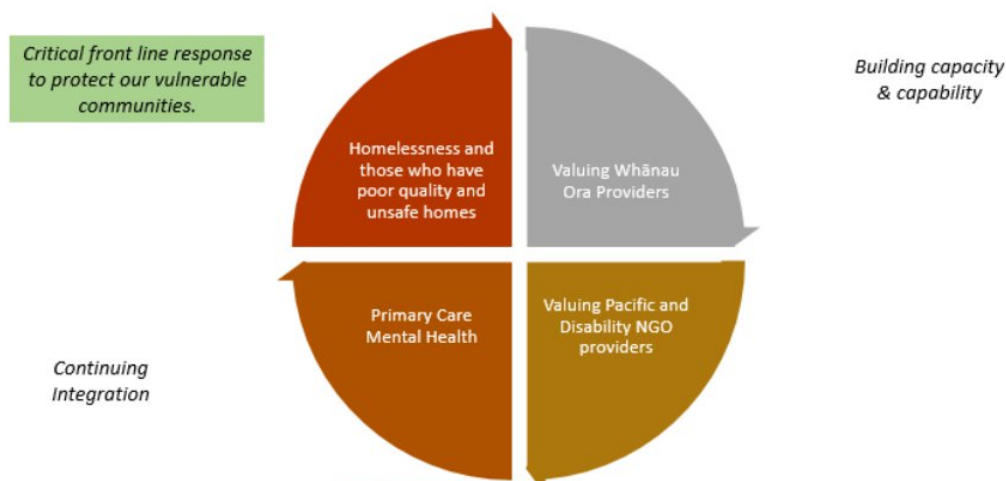 Critical front line response
to protect our vulnerable
communities.
Building capacity
& capability
Homelessness and
those who have
poor quality and
unsafe homes
Valuing Whānau
Ora Providers
Primary Care
Mental Health
Valuing Pacific and
Disability NGO
providers
Continuing
Integration